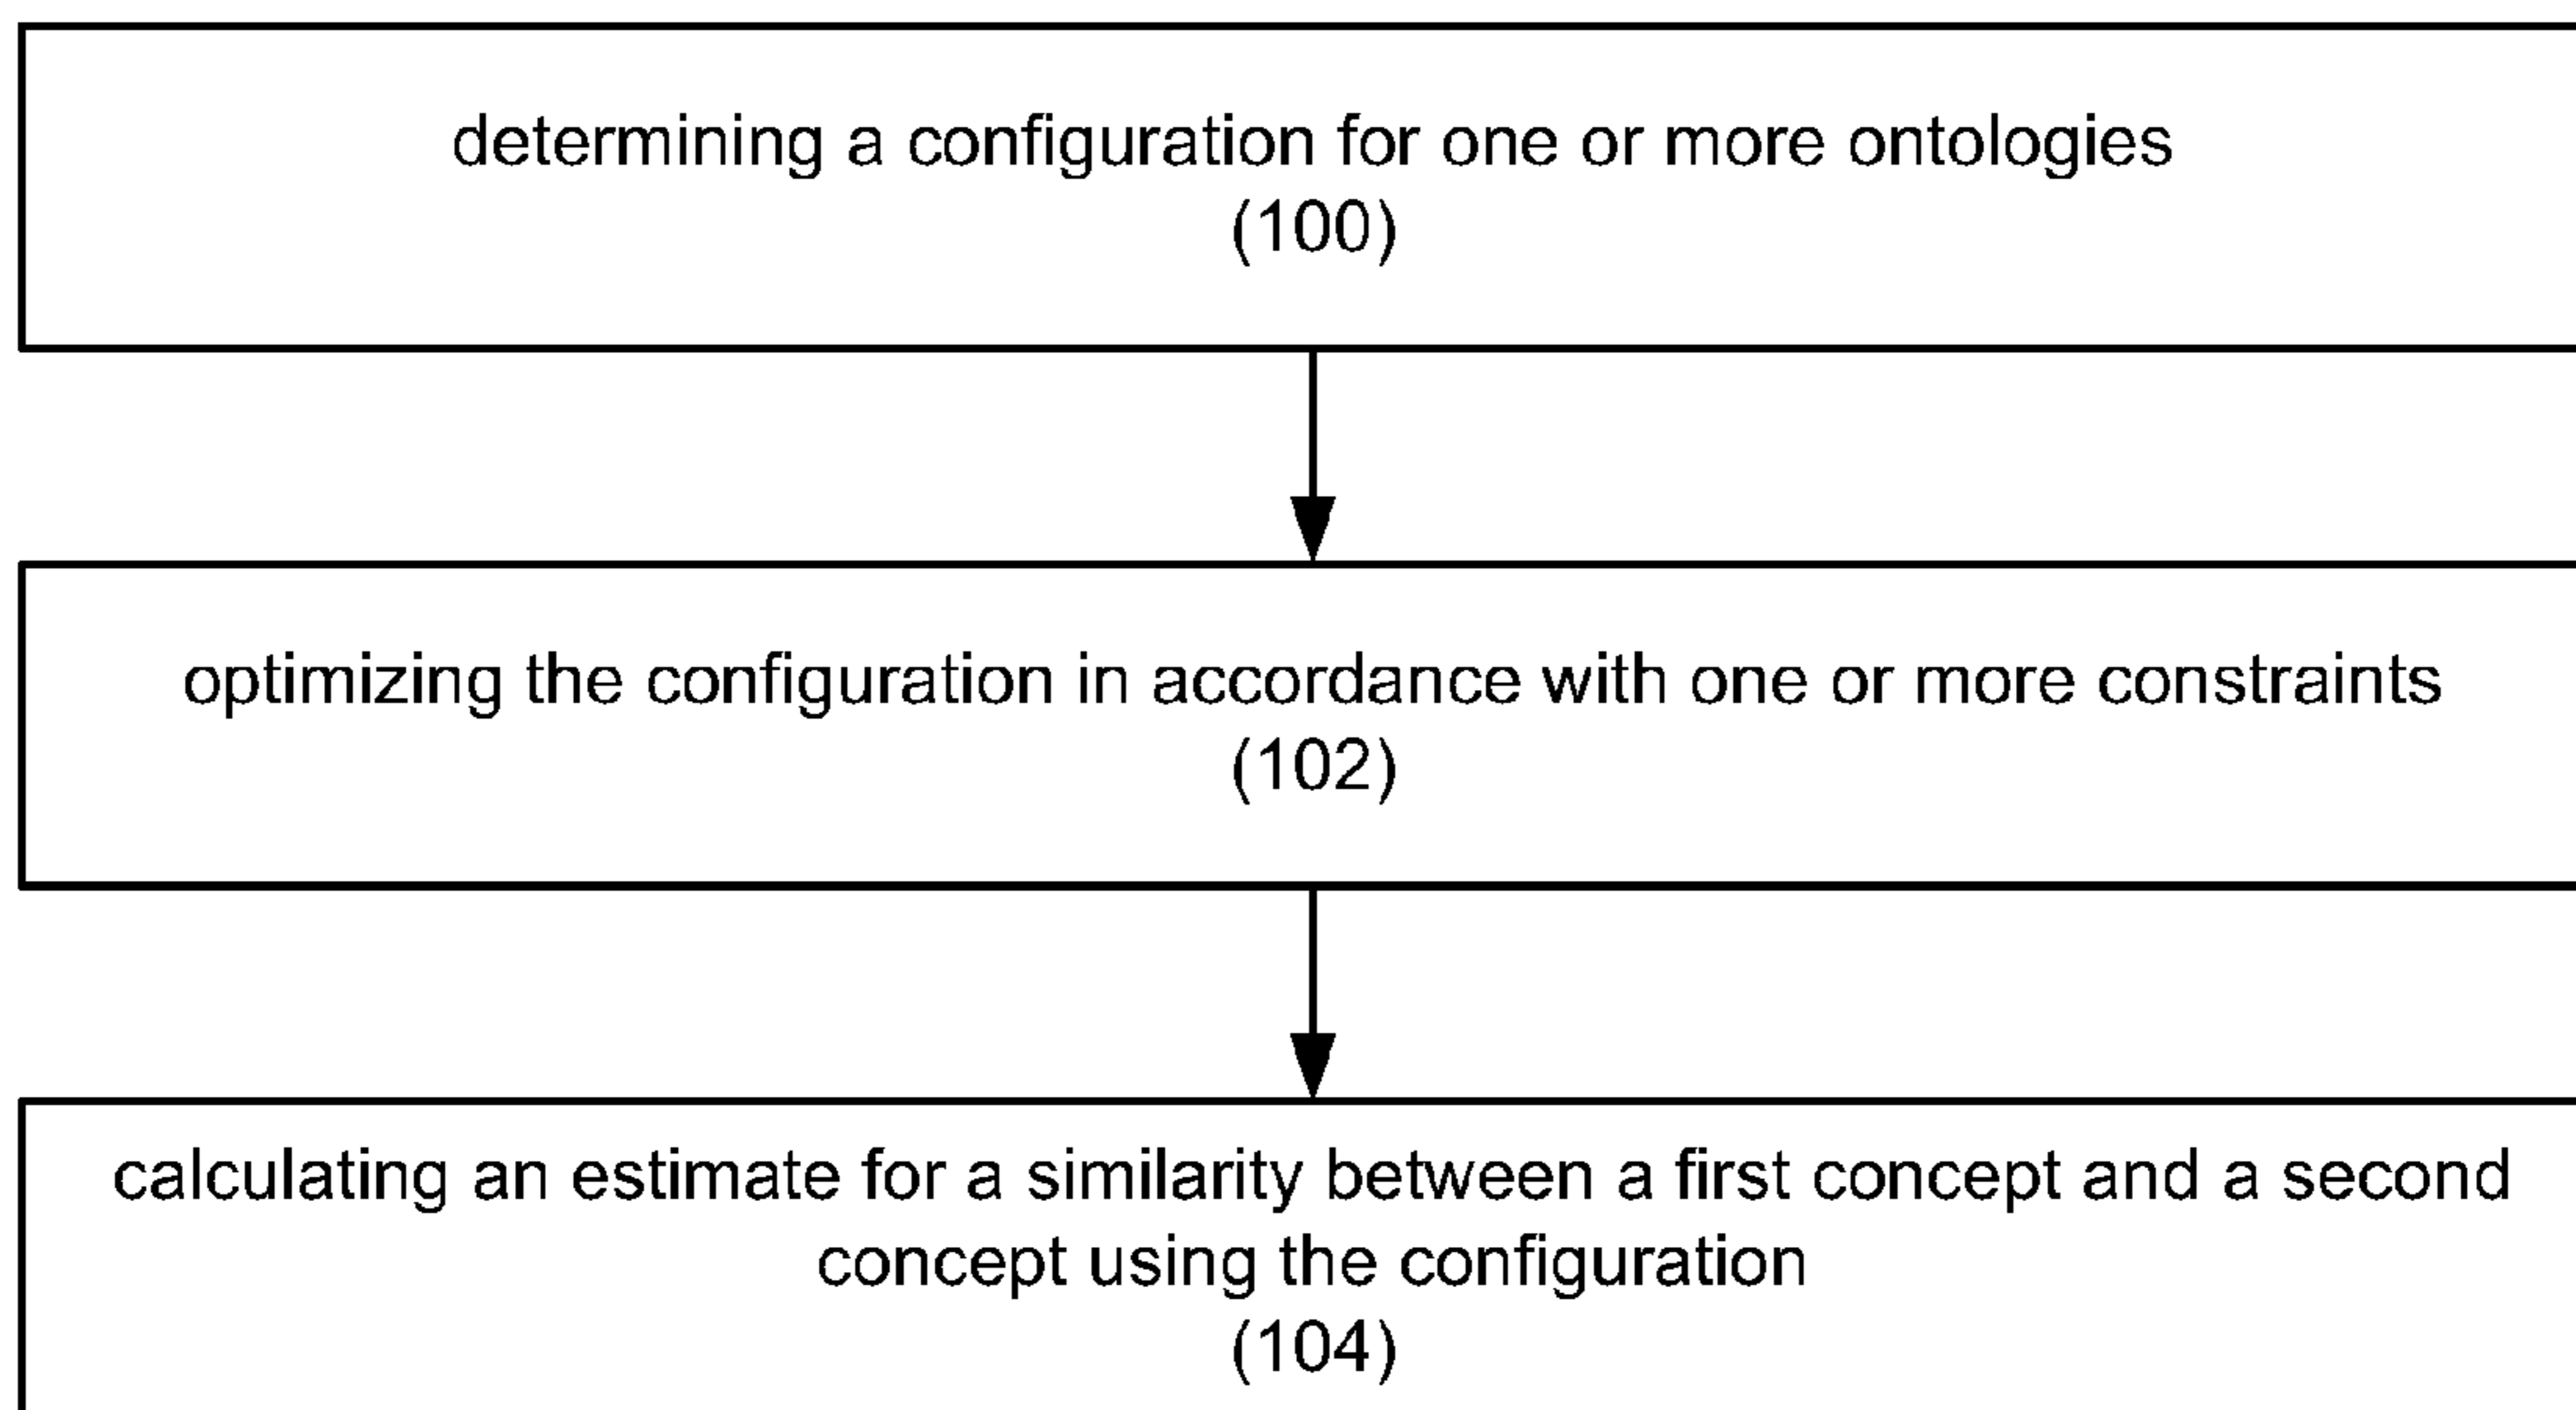 determining a configuration for one or more ontologies
(100)
optimizing the configuration in accordance with one or more constraints
(102)
calculating an estimate for a similarity between a first concept and a second
concept using the configuration
(104)